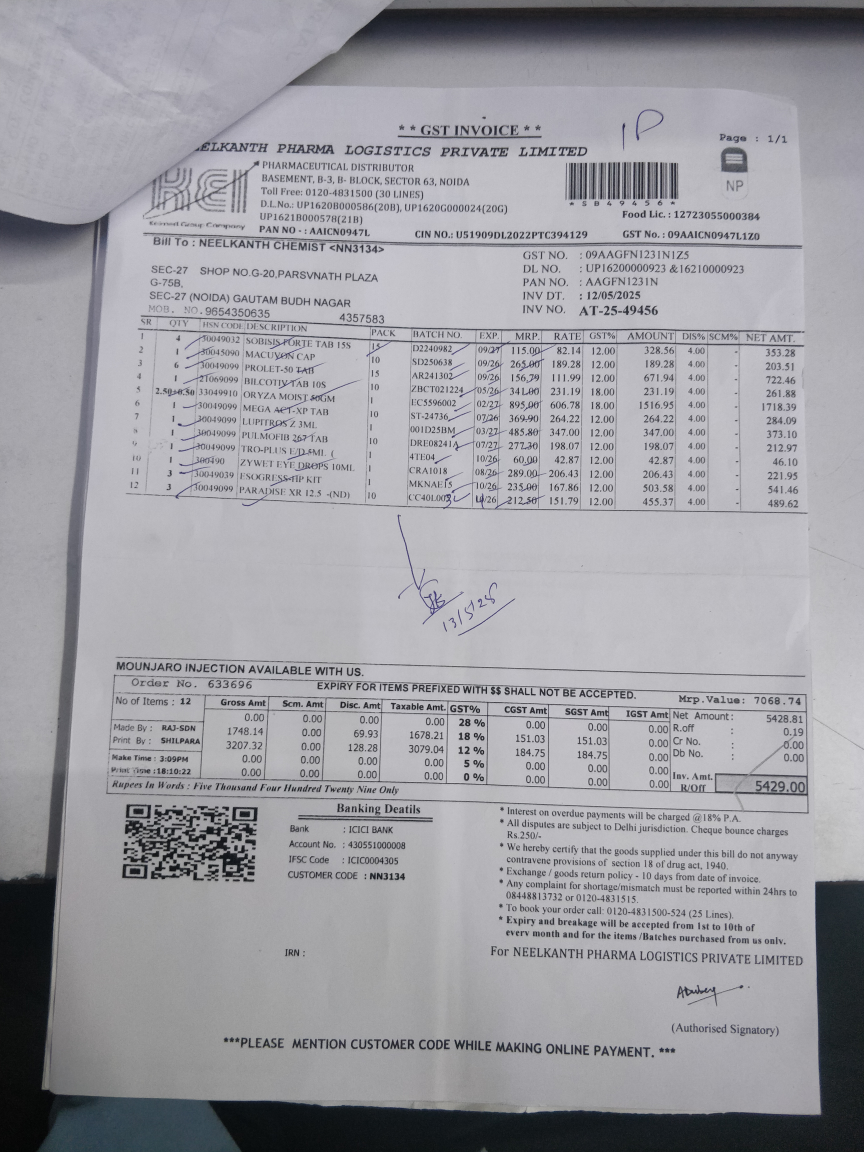 ** GST INVOICE **
1P
Page : 1/1
EELKANTH PHARMA LOGISTICS PRIVATE LIMITED
PHARMACEUTICAL DISTRIBUTOR
BASEMENT, B-3, B- BLOCK, SECTOR 63, NOIDA
Toll Free: 0120-4831500 (30 LINES)
D.L.No.: UP1620B000586(20B), UP1620G000024(20G)
UP1621B000578(21B)
PAN NO - : AAICN0947L
KEI
Group Company
*SB49456*
NP
Food Lic. : 12723055000384
CIN NO.: U51909DL2022PTC394129
GST No. : 09AAICN0947L1Z0
Bill To : NEELKANTH CHEMIST <NN3134>
SEC-27 SHOP NO.G-20,PARSVNATH PLAZA
G-75B,
SEC-27 (NOIDA) GAUTAM BUDH NAGAR
MOB. NO.9654350635 4357583
GST NO. : 09AAGFN1231N1Z5
DL NO. : UP16200000923 &16210000923
PAN NO. : AAGFN1231N
INV DT. : 12/05/2025
INV NO. AT-25-49456
SR QTY HSN CODE DESCRIPTION PACK BATCH NO. EXP. MRP. RATE GST% AMOUNT DIS% SCM% NET AMT.
1 4 30049032 SOBISIS FORTE TAB 15S 15 D2240982 09/27 115.00 82.14 12.00 328.56 4.00 - 353.28
2 1 30045090 MACUVON CAP 10 SD250638 09/26 265.00 189.28 12.00 189.28 4.00 - 203.51
3 6 30049099 PROLET-50 TAB 15 AR241302 09/26 156.79 111.99 12.00 671.94 4.00 - 722.46
4 1 21069099 BILCOTIV TAB 10S 10 ZBCT021224 05/26 341.00 231.19 18.00 231.19 4.00 - 261.88
5 2.50+0.50 33049910 ORYZA MOIST 50GM 1 EC5596002 02/27 895.00 606.78 18.00 1516.95 4.00 - 1718.39
6 1 30049099 MEGA ACT-XP TAB 10 ST-24736 07/26 369.90 264.22 12.00 264.22 4.00 - 284.09
7 1 30049099 LUPITROS Z 3ML 1 001D25BM 03/27 485.80 347.00 12.00 347.00 4.00 - 373.10
8 1 30049099 PULMOFIB 267 TAB 10 DRE08241A 07/27 277.30 198.07 12.00 198.07 4.00 - 212.97
9 1 30049099 TRO-PLUS E/D 5ML ( 1 4TE04 10/26 60.00 42.87 12.00 42.87 4.00 - 46.10
10 1 300490 ZYWET EYE DROPS 10ML 1 CRA1018 08/26 289.00 206.43 12.00 206.43 4.00 - 221.95
11 3 30049039 ESOGRESS-HP KIT 1 MKNAE15 10/26 235.00 167.86 12.00 503.58 4.00 - 541.46
12 3 30049099 PARADISE XR 12.5 -(ND) 10 212.50 151.79 12.00 455.37 4.00 - 489.62
13/5/25
MOUNJARO INJECTION AVAILABLE WITH US.
Order No. 633696 EXPIRY FOR ITEMS PREFIXED WITH $$ SHALL NOT BE ACCEPTED. Mrp.Value: 7068.74
No of Items : 12
Made By : RAJ-SDN
Print By : SHILPARA
Make Time : 3:09PM
Print Time :18:10:22
Gross Amt Scm. Amt Disc. Amt Taxable Amt. GST% CGST Amt SGST Amt IGST Amt
0.00 0.00 0.00 0.00 28 % 0.00 0.00 0.00
1748.14 0.00 69.93 1678.21 18 % 151.03 151.03 0.00
3207.32 0.00 128.28 3079.04 12 % 184.75 184.75 0.00
0.00 0.00 0.00 0.00 5 % 0.00 0.00 0.00
0.00 0.00 0.00 0.00 0 % 0.00 0.00 0.00
Net Amount : 5428.81
R.off : 0.19
Cr No. : 0.00
Db No. : 0.00
Inv. Amt.
R/Off 5429.00
Rupees In Words : Five Thousand Four Hundred Twenty Nine Only
Banking Deatils
Bank : ICICI BANK
Account No. : 430551000008
IFSC Code : ICIC0004305
CUSTOMER CODE : NN3134
* Interest on overdue payments will be charged @18% P.A.
* All disputes are subject to Delhi jurisdiction. Cheque bounce charges
Rs.250/-
* We hereby certify that the goods supplied under this bill do not anyway
contravene provisions of section 18 of drug act, 1940.
* Exchange / goods return policy - 10 days from date of invoice.
* Any complaint for shortage/mismatch must be reported within 24hrs to
08448813732 or 0120-4831515.
* To book your order call: 0120-4831500-524 (25 Lines).
* Expiry and breakage will be accepted from 1st to 10th of
every month and for the items /Batches purchased from us only.
IRN :
For NEELKANTH PHARMA LOGISTICS PRIVATE LIMITED
(Authorised Signatory)
***PLEASE MENTION CUSTOMER CODE WHILE MAKING ONLINE PAYMENT. ***